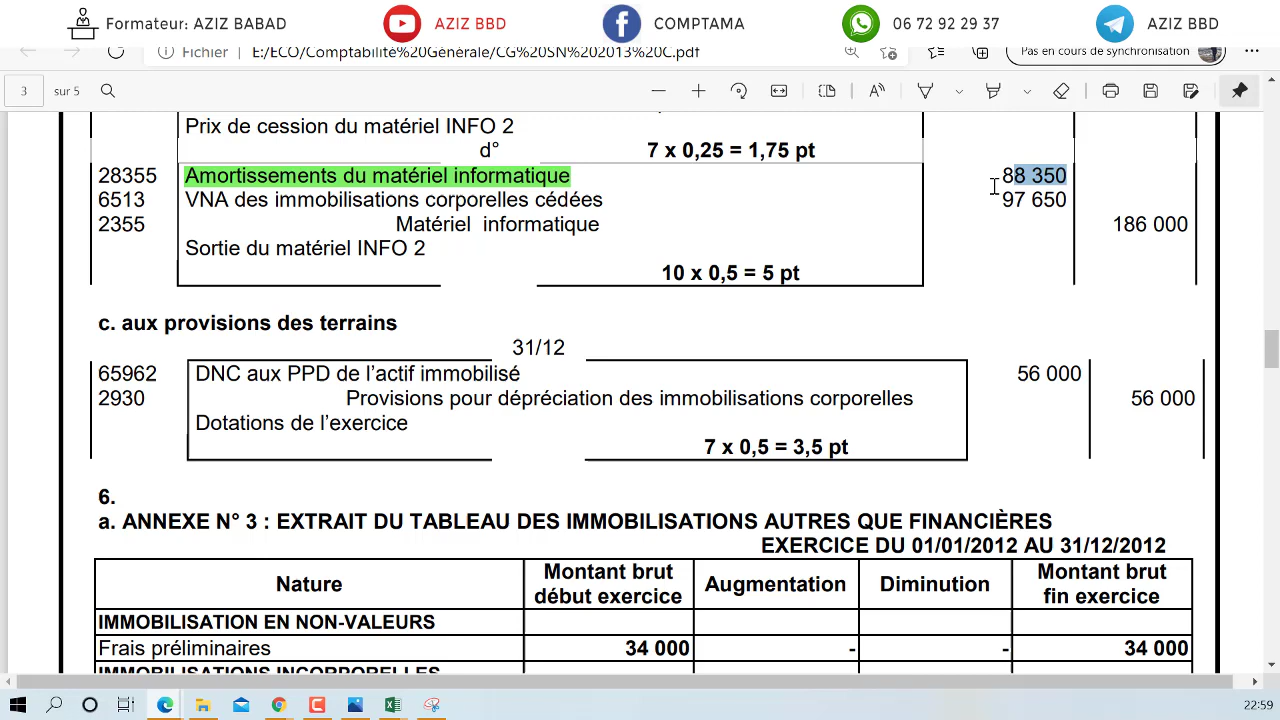 Formateur: AZIZ BABAD AZIZ BBD COMPTAMA 06 72 92 29 37 AZIZ BBD
Fichier E:/ECO/Comptabilité%20Générale/CG%20SN%202013%20C.pdf Pas en cours de synchronisation
3 sur 5
Prix de cession du matériel INFO 2
d° 7 x 0,25 = 1,75 pt
28355 Amortissements du matériel informatique 88 350
6513 VNA des immobilisations corporelles cédées 97 650
2355 Matériel informatique 186 000
Sortie du matériel INFO 2
10 x 0,5 = 5 pt
c. aux provisions des terrains
31/12
65962 DNC aux PPD de l'actif immobilisé 56 000
2930 Provisions pour dépréciation des immobilisations corporelles 56 000
Dotations de l'exercice
7 x 0,5 = 3,5 pt
6.
a. ANNEXE N° 3 : EXTRAIT DU TABLEAU DES IMMOBILISATIONS AUTRES QUE FINANCIÈRES
EXERCICE DU 01/01/2012 AU 31/12/2012
Nature Montant brut début exercice Augmentation Diminution Montant brut fin exercice
IMMOBILISATION EN NON-VALEURS
Frais préliminaires 34 000 - - 34 000
IMMOBILISATIONS INCORPORELLES
22:59